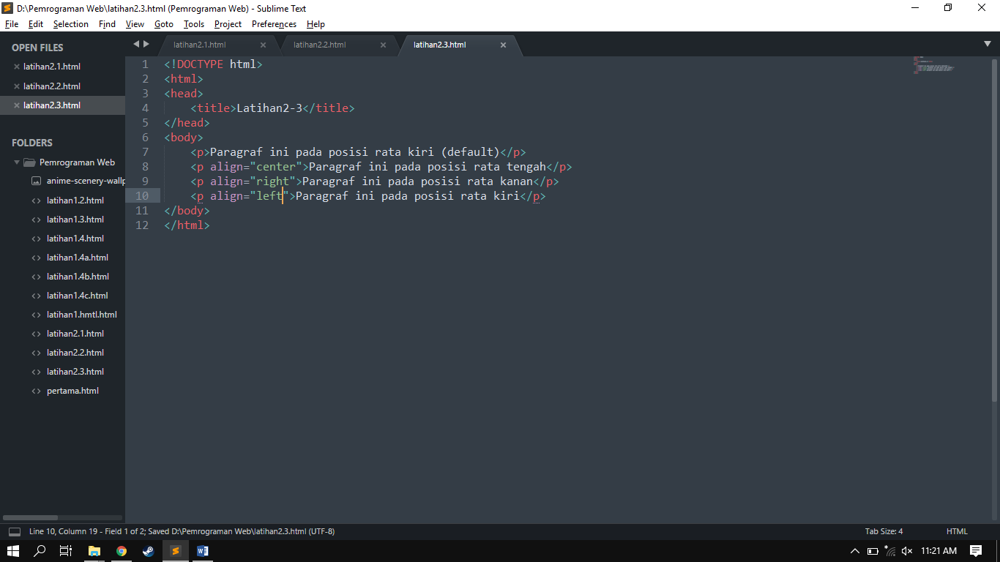 D:\Pemrograman Web\latihan2.3.html (Pemrograman Web) - Sublime Text
File Edit Selection Find View Goto Tools Project Preferences Help
OPEN FILES
latihan2.1.html
latihan2.2.html
latihan2.3.html
FOLDERS
Pemrograman Web
anime-scenery-wallp
latihan1.2.html
latihan1.3.html
latihan1.4.html
latihan1.4a.html
latihan1.4b.html
latihan1.4c.html
latihan1.hmtl.html
latihan2.1.html
latihan2.2.html
latihan2.3.html
pertama.html
latihan2.1.html latihan2.2.html latihan2.3.html
1 <!DOCTYPE html>
2 <html>
3 <head>
4     <title>Latihan2-3</title>
5 </head>
6 <body>
7     <p>Paragraf ini pada posisi rata kiri (default)</p>
8     <p align="center">Paragraf ini pada posisi rata tengah</p>
9     <p align="right">Paragraf ini pada posisi rata kanan</p>
10     <p align="left">Paragraf ini pada posisi rata kiri</p>
11 </body>
12 </html>
Line 10, Column 19 - Field 1 of 2; Saved D:\Pemrograman Web\latihan2.3.html (UTF-8) Tab Size: 4 HTML
11:21 AM